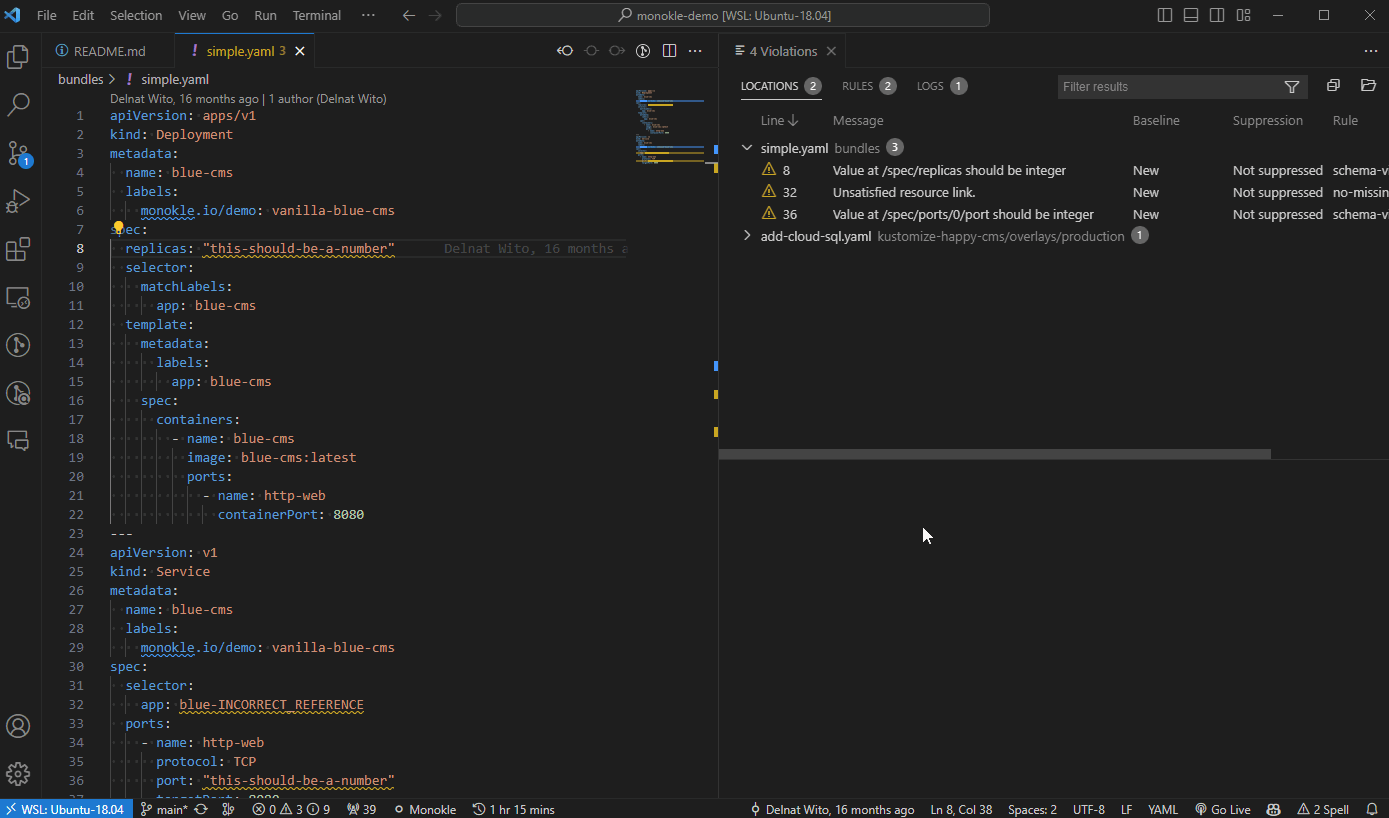 File Edit Selection View Go Run Terminal ··· monokle-demo [WSL: Ubuntu-18.04]
README.md
! simple.yaml 3
4 Violations
bundles > ! simple.yaml
LOCATIONS 2 RULES 2 LOGS 1 Filter results
Line Message Baseline Suppression Rule
simple.yaml bundles 3
8 Value at /spec/replicas should be integer New Not suppressed schema-v
32 Unsatisfied resource link. New Not suppressed no-missin
36 Value at /spec/ports/0/port should be integer New Not suppressed schema-v
add-cloud-sql.yaml kustomize-happy-cms/overlays/production 1
Delnat Wito, 16 months ago | 1 author (Delnat Wito)
1 apiVersion: apps/v1
2 kind: Deployment
3 metadata:
4 name: blue-cms
5 labels:
6 monokle.io/demo: vanilla-blue-cms
7 spec:
8 replicas: "this-should-be-a-number" Delnat Wito, 16 months a
9 selector:
10 matchLabels:
11 app: blue-cms
12 template:
13 metadata:
14 labels:
15 app: blue-cms
16 spec:
17 containers:
18 - name: blue-cms
19 image: blue-cms:latest
20 ports:
21 - name: http-web
22 containerPort: 8080
23 ---
24 apiVersion: v1
25 kind: Service
26 metadata:
27 name: blue-cms
28 labels:
29 monokle.io/demo: vanilla-blue-cms
30 spec:
31 selector:
32 app: blue-INCORRECT_REFERENCE
33 ports:
34 - name: http-web
35 protocol: TCP
36 port: "this-should-be-a-number"
1
WSL: Ubuntu-18.04 main* 0 3 9 39 Monokle 1 hr 15 mins Delnat Wito, 16 months ago Ln 8, Col 38 Spaces: 2 UTF-8 LF YAML Go Live 2 Spell